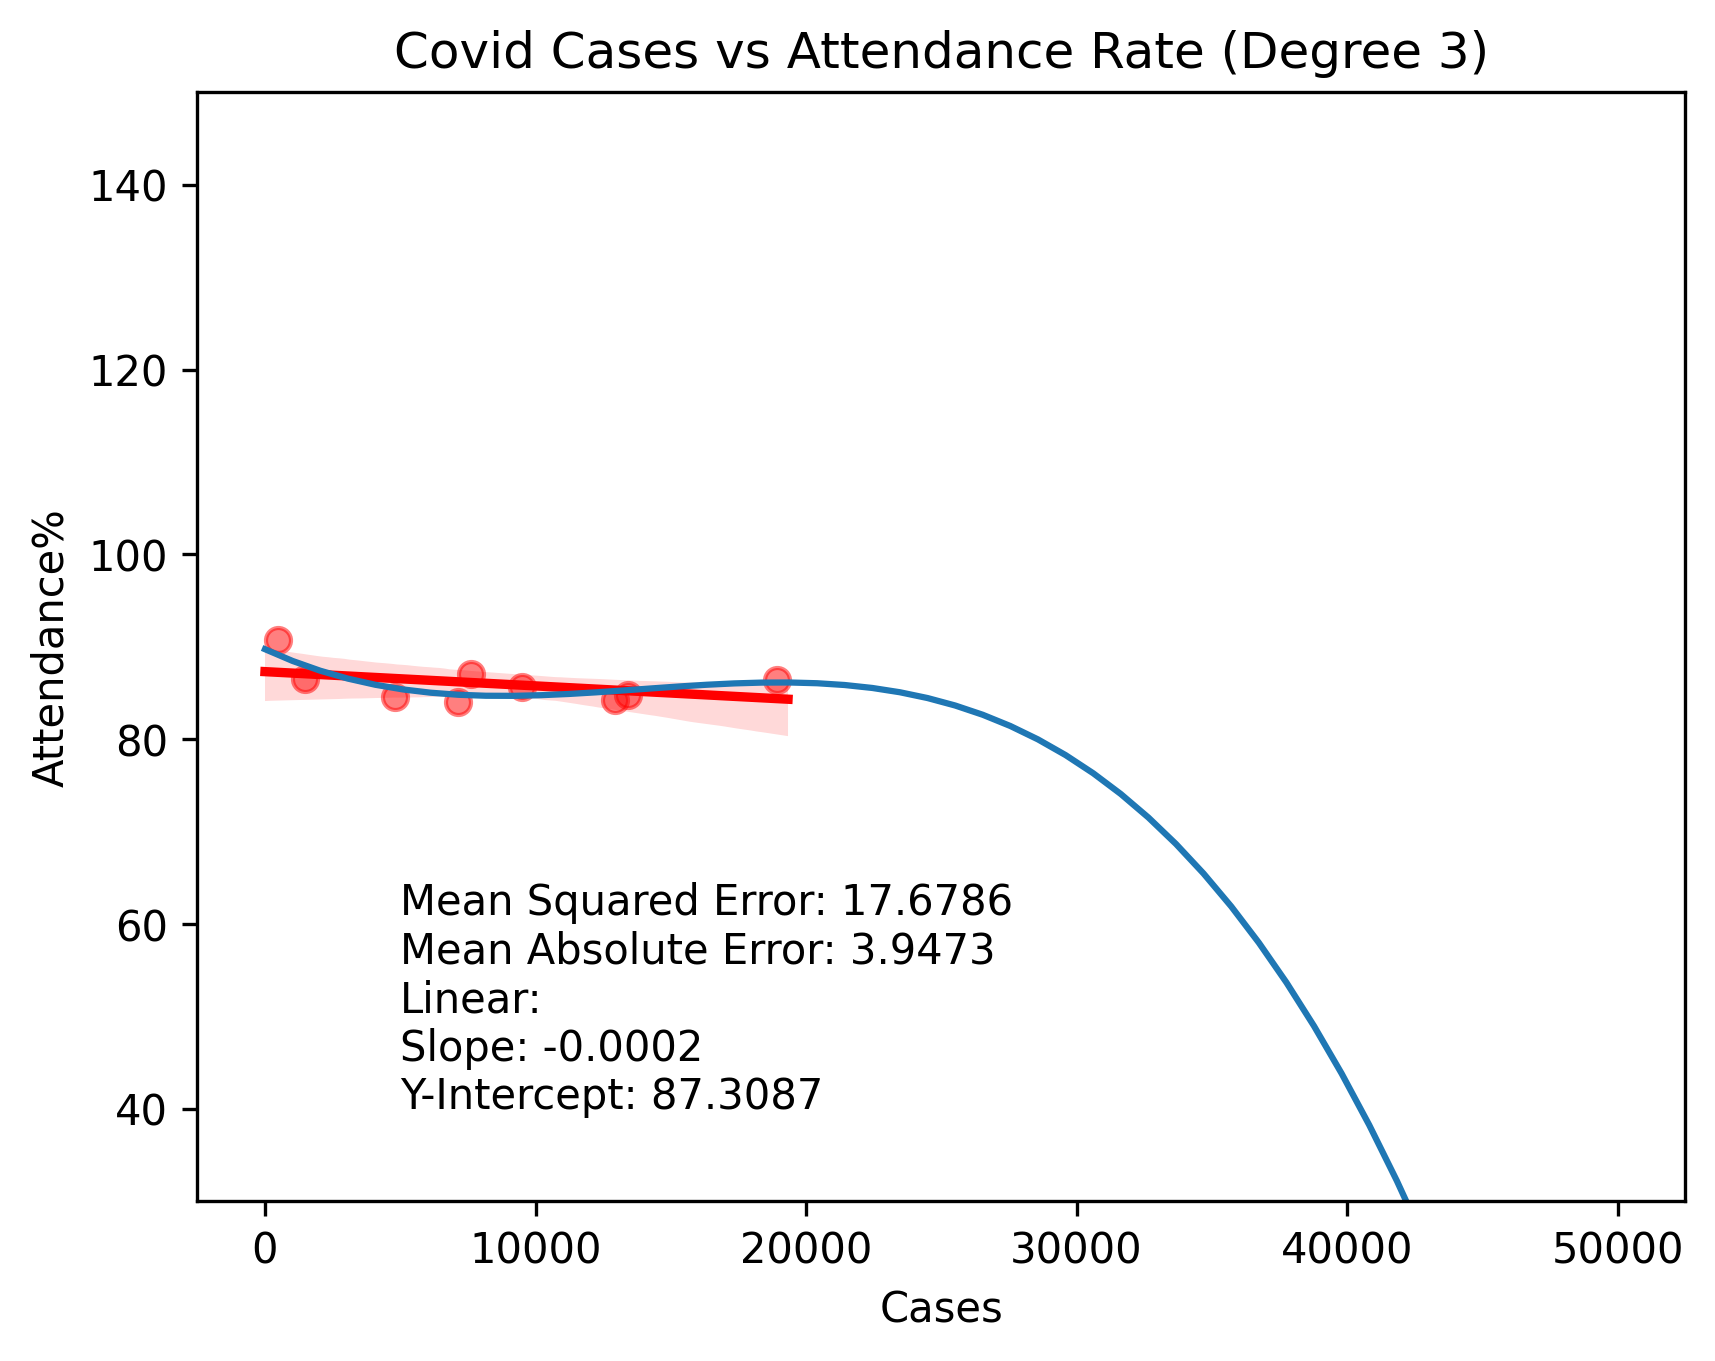 Covid Cases vs Attendance Rate (Degree 3)
Attendance%
140
120
100
80
60
40
Mean Squared Error: 17.6786
Mean Absolute Error: 3.9473
Linear:
Slope: -0.0002
Y-Intercept: 87.3087
0 10000 20000 30000 40000 50000
Cases